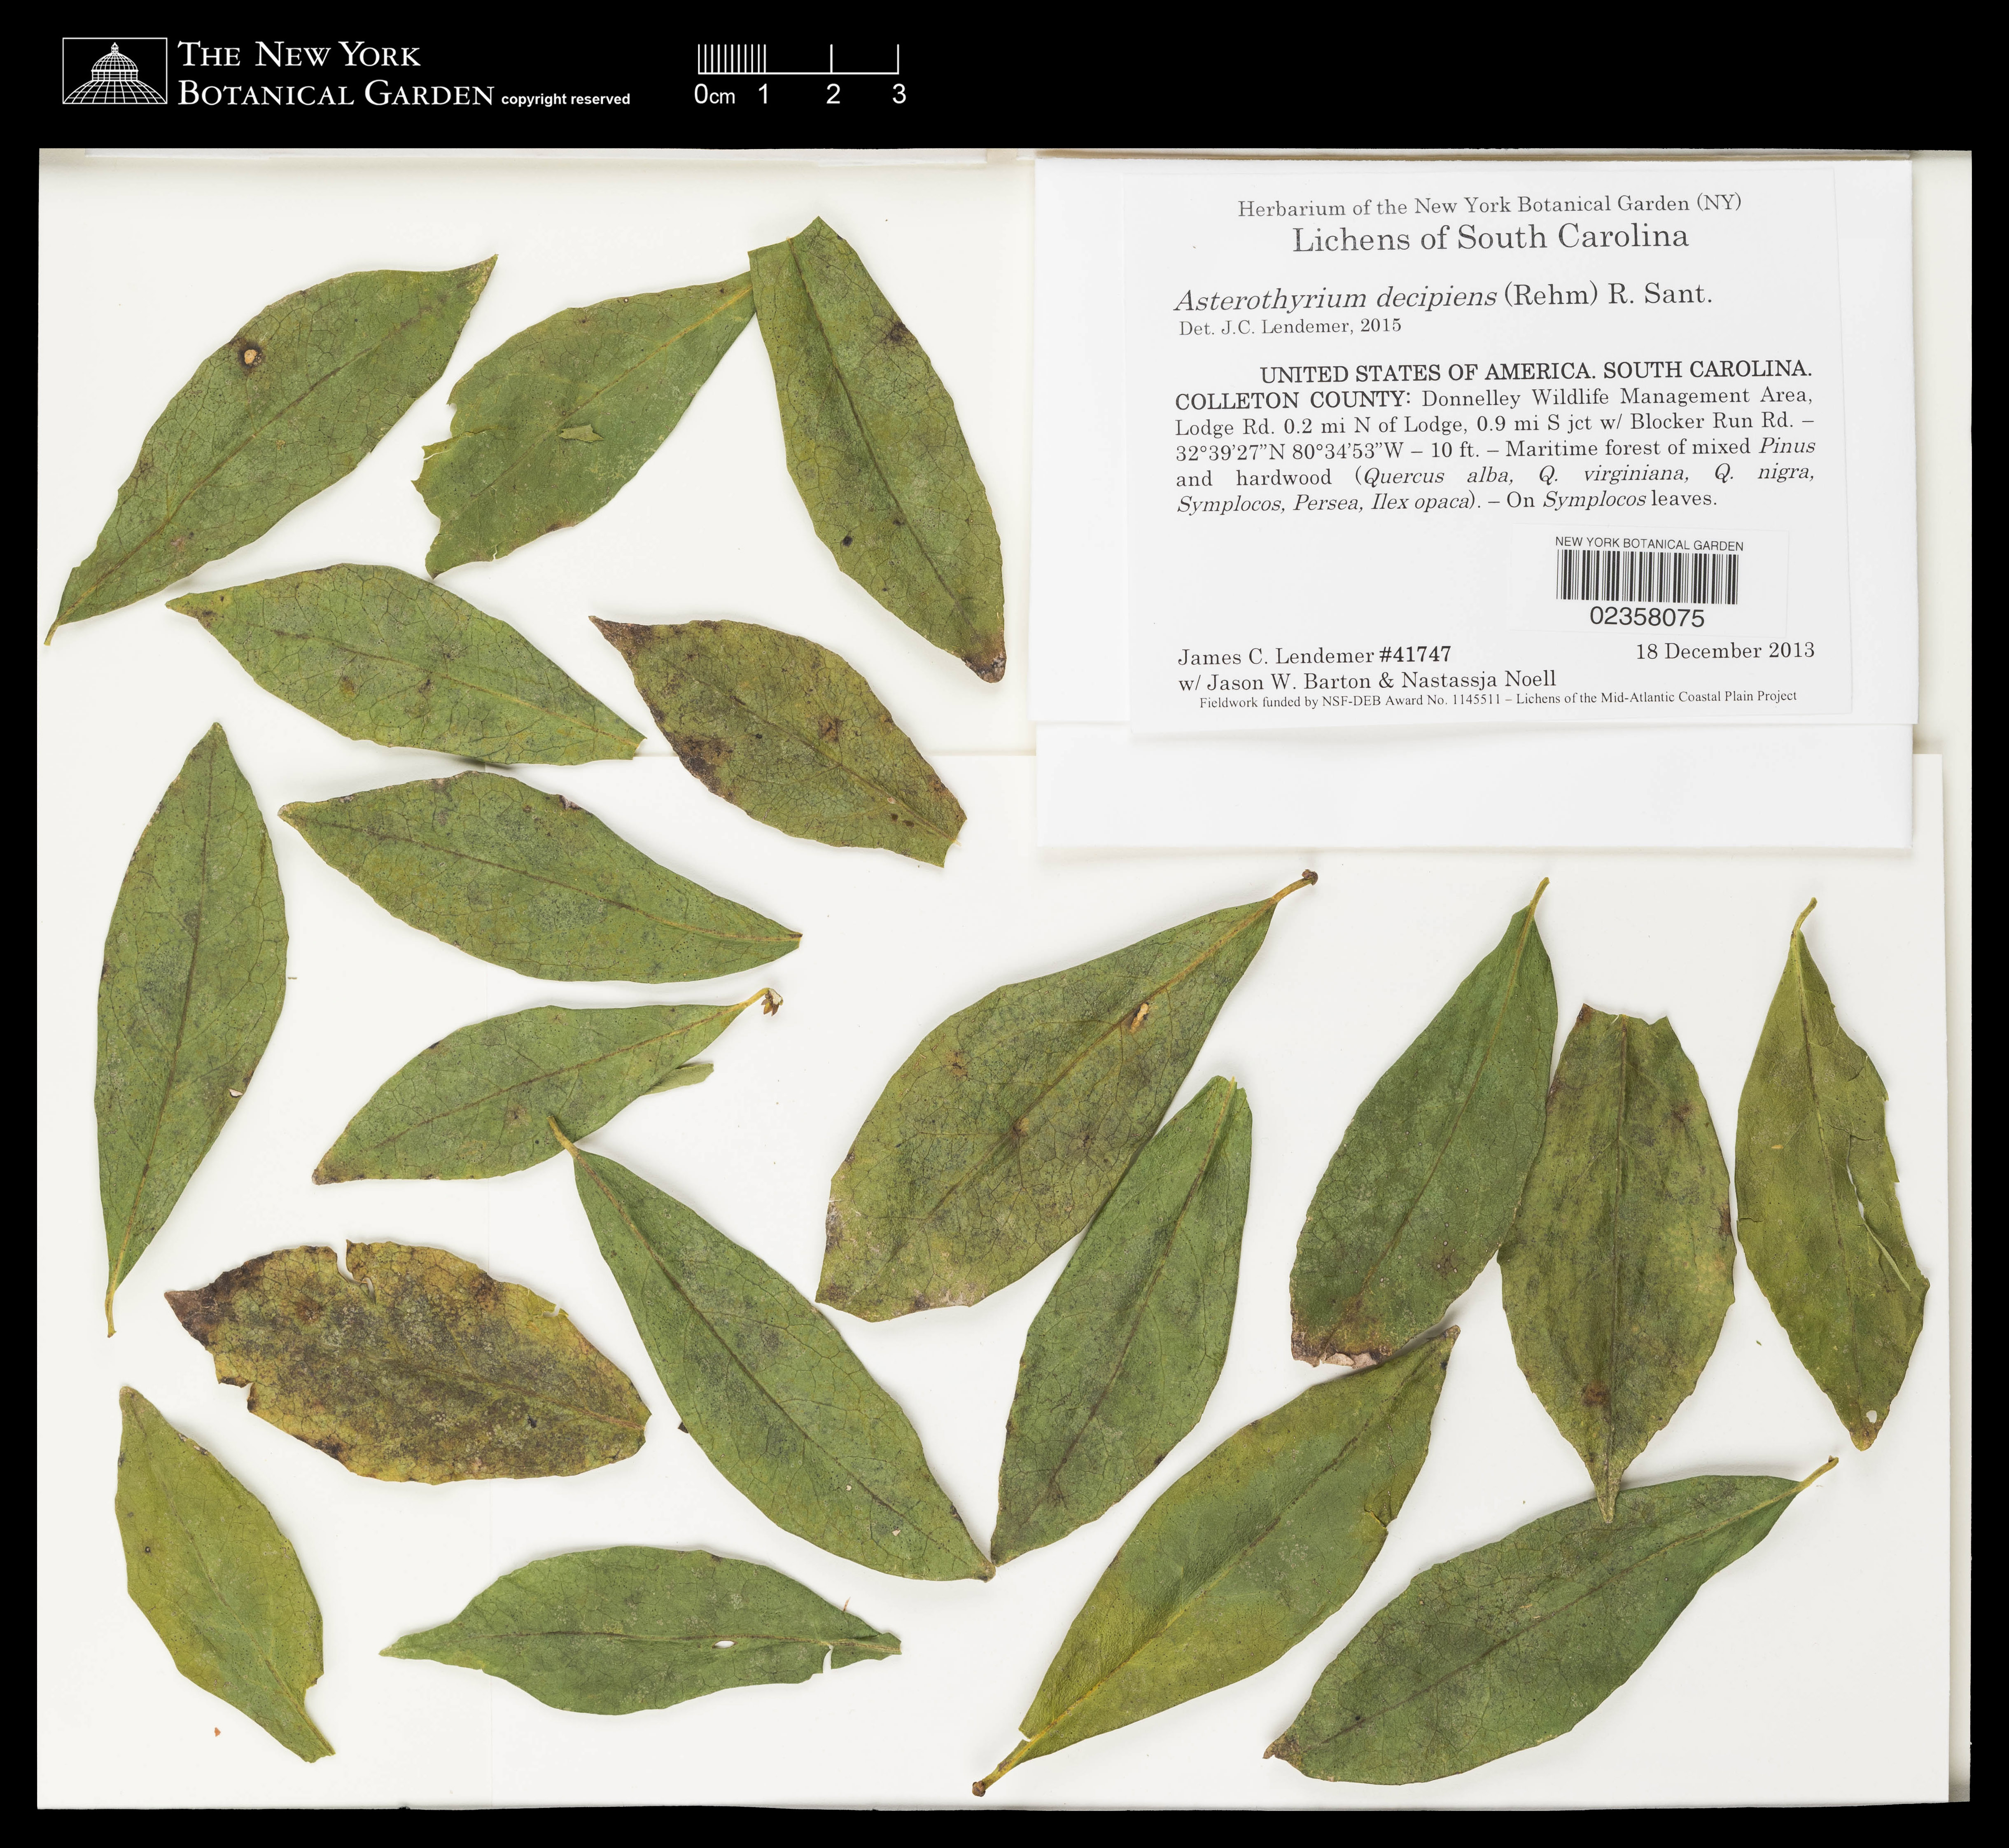 THE NEW YORK
BOTANICAL GARDEN copyright reserved
0cm 1 2 3
Herbarium of the New York Botanical Garden (NY)
Lichens of South Carolina
Asterothyrium decipiens (Rehm) R. Sant.
Det. J.C. Lendemer, 2015
UNITED STATES OF AMERICA. SOUTH CAROLINA.
COLLETON COUNTY: Donnelley Wildlife Management Area,
Lodge Rd. 0.2 mi N of Lodge, 0.9 mi S jct w/ Blocker Run Rd. –
32°39'27"N 80°34'53"W – 10 ft. – Maritime forest of mixed Pinus
and hardwood (Quercus alba, Q. virginiana, Q. nigra,
Symplocos, Persea, Ilex opaca). – On Symplocos leaves.
NEW YORK BOTANICAL GARDEN
02358075
James C. Lendemer #41747 18 December 2013
w/ Jason W. Barton & Nastassja Noell
Fieldwork funded by NSF-DEB Award No. 1145511 – Lichens of the Mid-Atlantic Coastal Plain Project